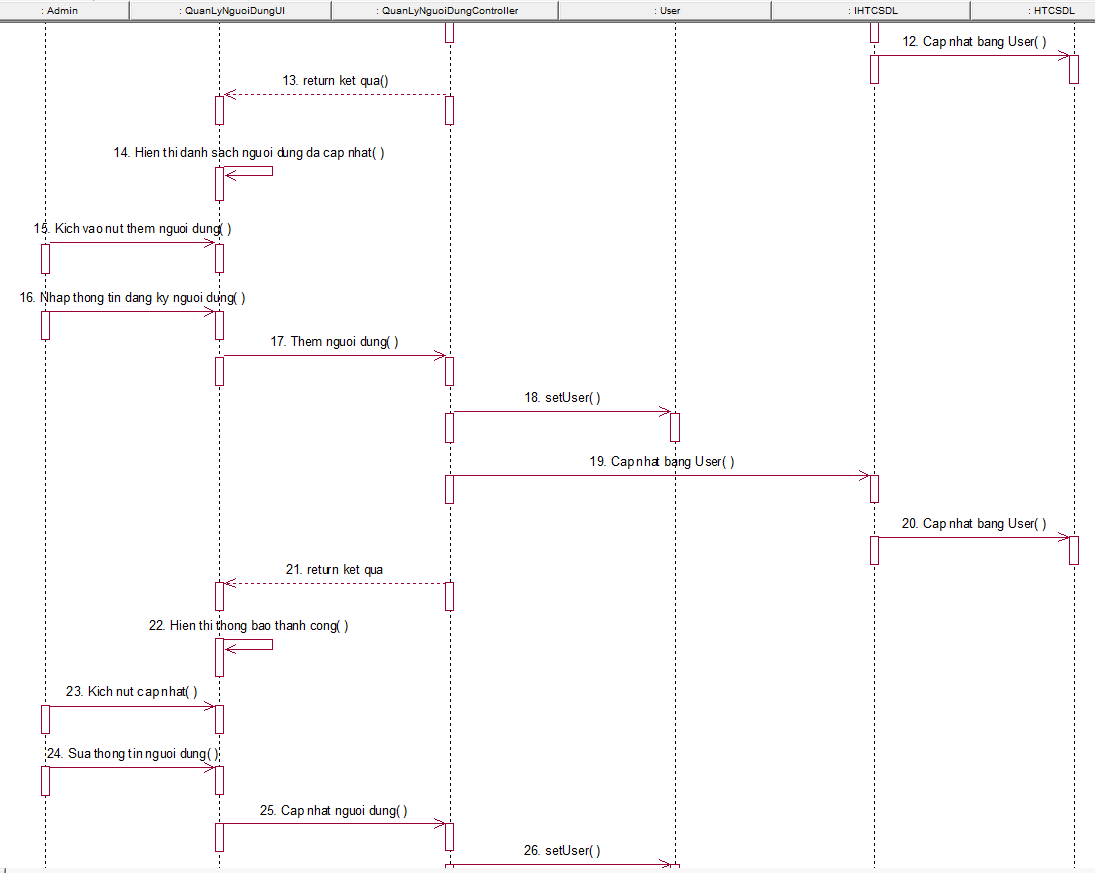 : Admin
: QuanLyNguoiDungUI
: QuanLyNguoiDungController
: User
: IHTCSDL
: HTCSDL
12. Cap nhat bang User( )
13. return ket qua()
14. Hien thi danh sach nguoi dung da cap nhat( )
15. Kich vao nut them nguoi dung( )
16. Nhap thong tin dang ky nguoi dung( )
17. Them nguoi dung( )
18. setUser( )
19. Cap nhat bang User( )
20. Cap nhat bang User( )
21. return ket qua
22. Hien thi thong bao thanh cong( )
23. Kich nut cap nhat( )
24. Sua thong tin nguoi dung( )
25. Cap nhat nguoi dung( )
26. setUser( )